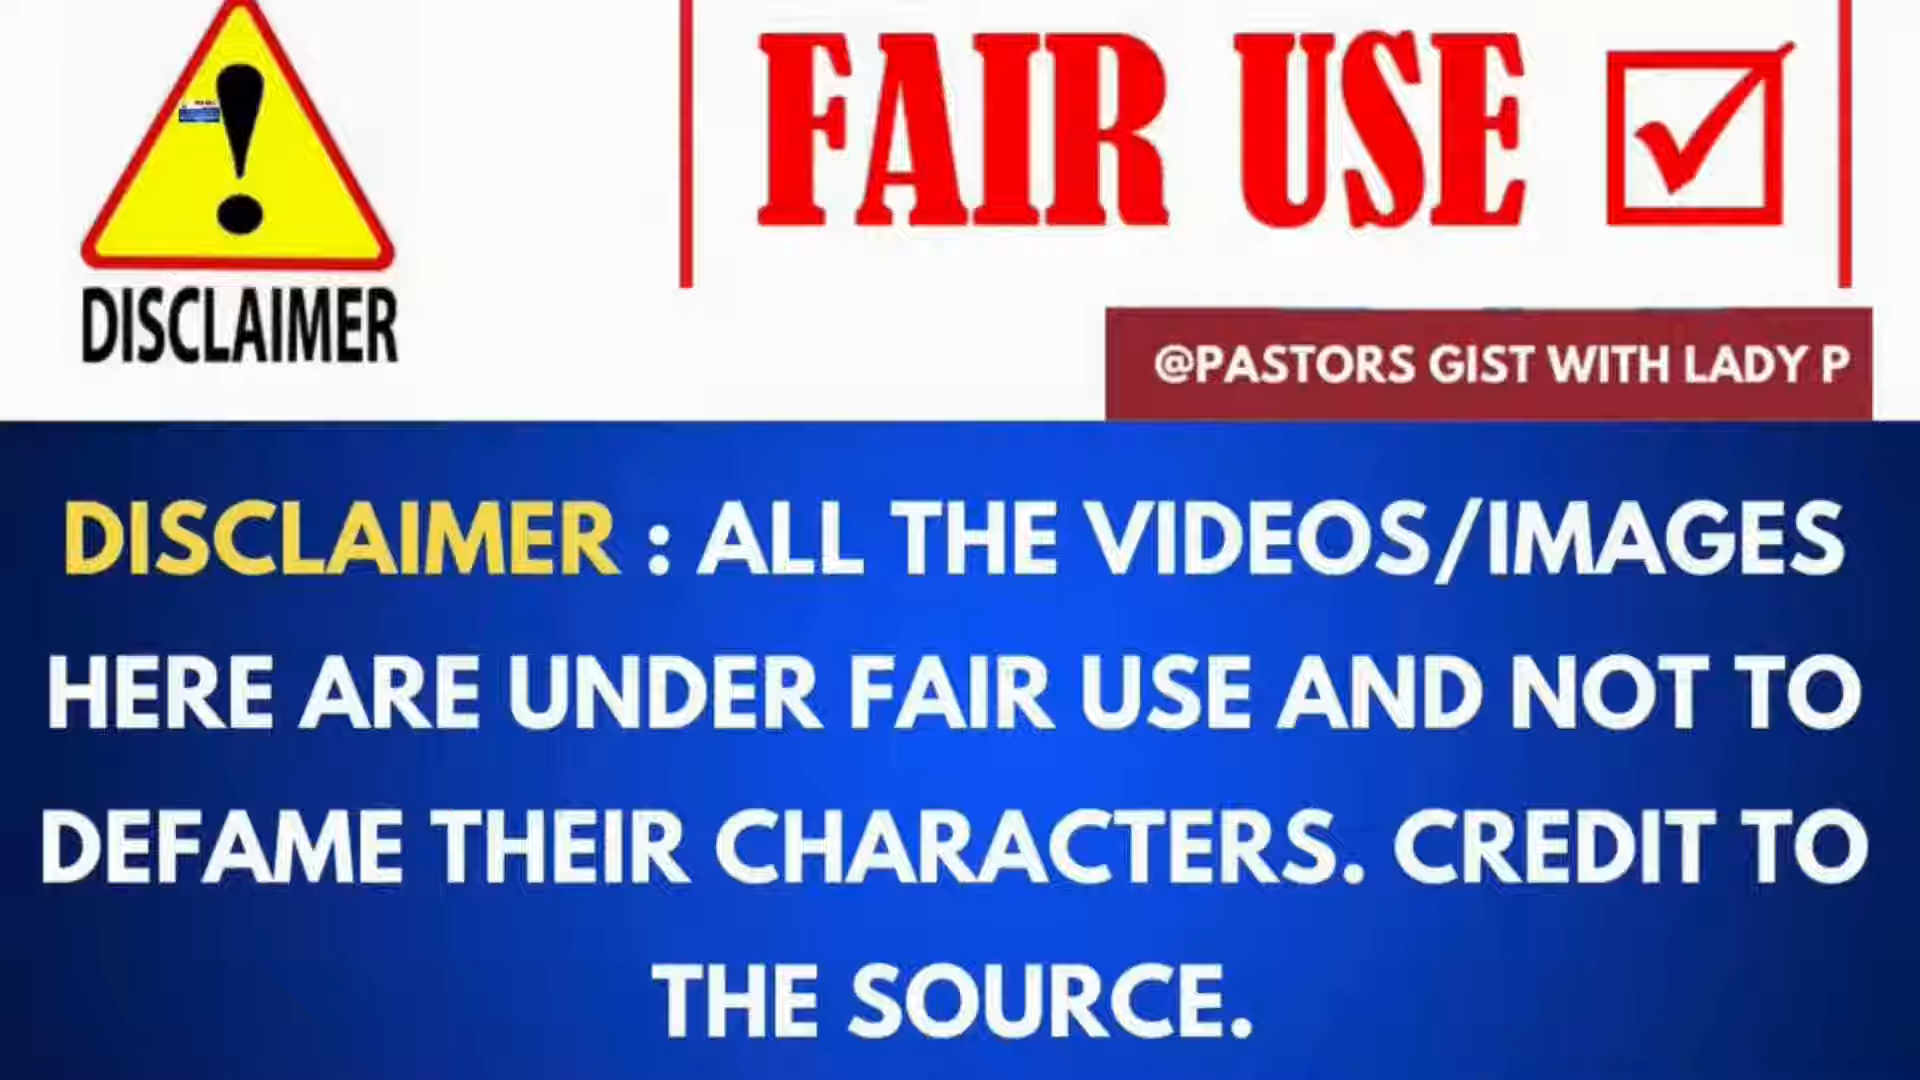 FAIR USE
DISCLAIMER
@PASTORS GIST WITH LADY P
DISCLAIMER : ALL THE VIDEOS/IMAGES
HERE ARE UNDER FAIR USE AND NOT TO
DEFAME THEIR CHARACTERS. CREDIT TO
THE SOURCE.